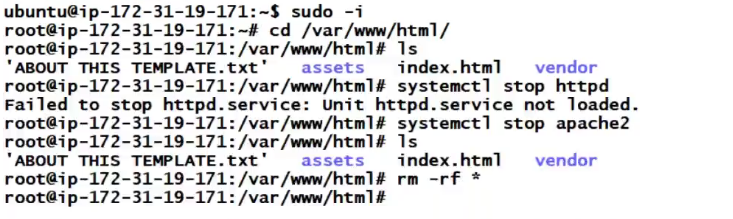 ubuntu@ip-172-31-19-171:~$ sudo -i
root@ip-172-31-19-171:~# cd /var/www/html/
root@ip-172-31-19-171:/var/www/html# ls
'ABOUT THIS TEMPLATE.txt'   assets   index.html   vendor
root@ip-172-31-19-171:/var/www/html# systemctl stop httpd
Failed to stop httpd.service: Unit httpd.service not loaded.
root@ip-172-31-19-171:/var/www/html# systemctl stop apache2
root@ip-172-31-19-171:/var/www/html# ls
'ABOUT THIS TEMPLATE.txt'   assets   index.html   vendor
root@ip-172-31-19-171:/var/www/html# rm -rf *
root@ip-172-31-19-171:/var/www/html#